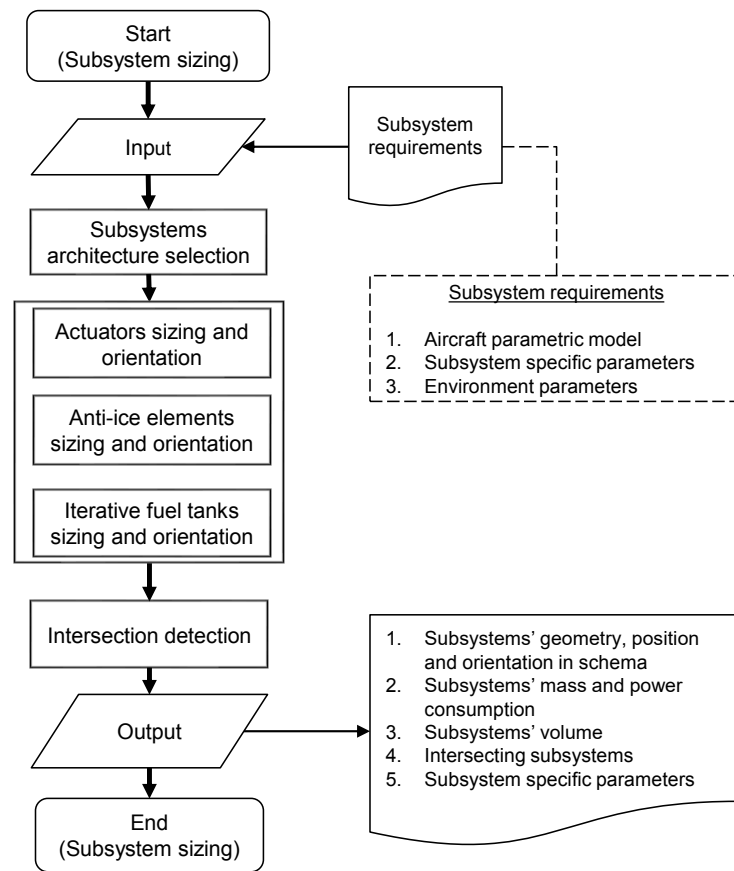 Start
(Subsystem sizing)
Input
Subsystem
requirements
Subsystems
architecture selection
Subsystem requirements
1. Aircraft parametric model
2. Subsystem specific parameters
3. Environment parameters
Actuators sizing and
orientation
Anti-ice elements
sizing and orientation
Iterative fuel tanks
sizing and orientation
Intersection detection
Output
1. Subsystems’ geometry, position
and orientation in schema
2. Subsystems’ mass and power
consumption
3. Subsystems’ volume
4. Intersecting subsystems
5. Subsystem specific parameters
End
(Subsystem sizing)